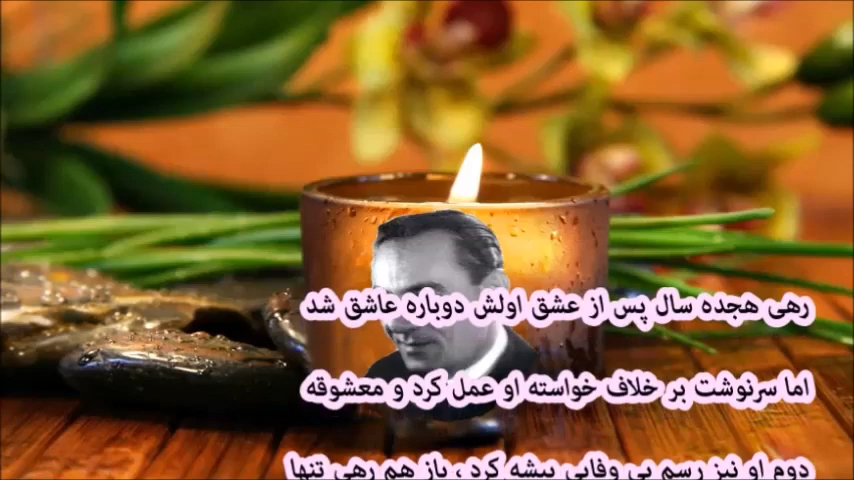 رهی هجده سال پس از عشق اولش دوباره عاشق شد
اما سرنوشت بر خلاف خواسته او عمل کرد و معشوقه
دوم او نیز رسم بی وفایی پیشه کرد ، باز هم رهی تنها